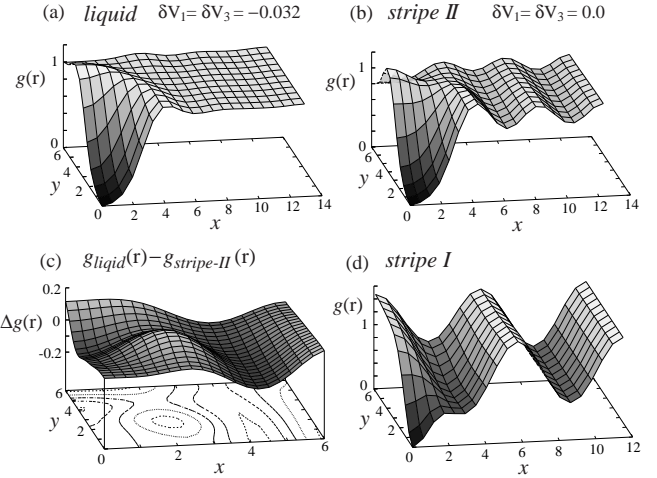 (a) liquid δV₁= δV₃= −0.032
g(r)
1
0
6
4
2
0
y
0 2 4 6 8 10 12 14
x
(b) stripe II δV₁= δV₃= 0.0
g(r)
1
0
6
4
2
0
y
0 2 4 6 8 10 12 14
x
(c) g_liqid(r)− g_stripe-II(r)
0.2
Δg(r) 0
-0.2
6
4
2
0
y
0 2 4 6
x
(d) stripe I
g(r)
1
0
6
4
2
0
y
0 2 4 6 8 10 12
x